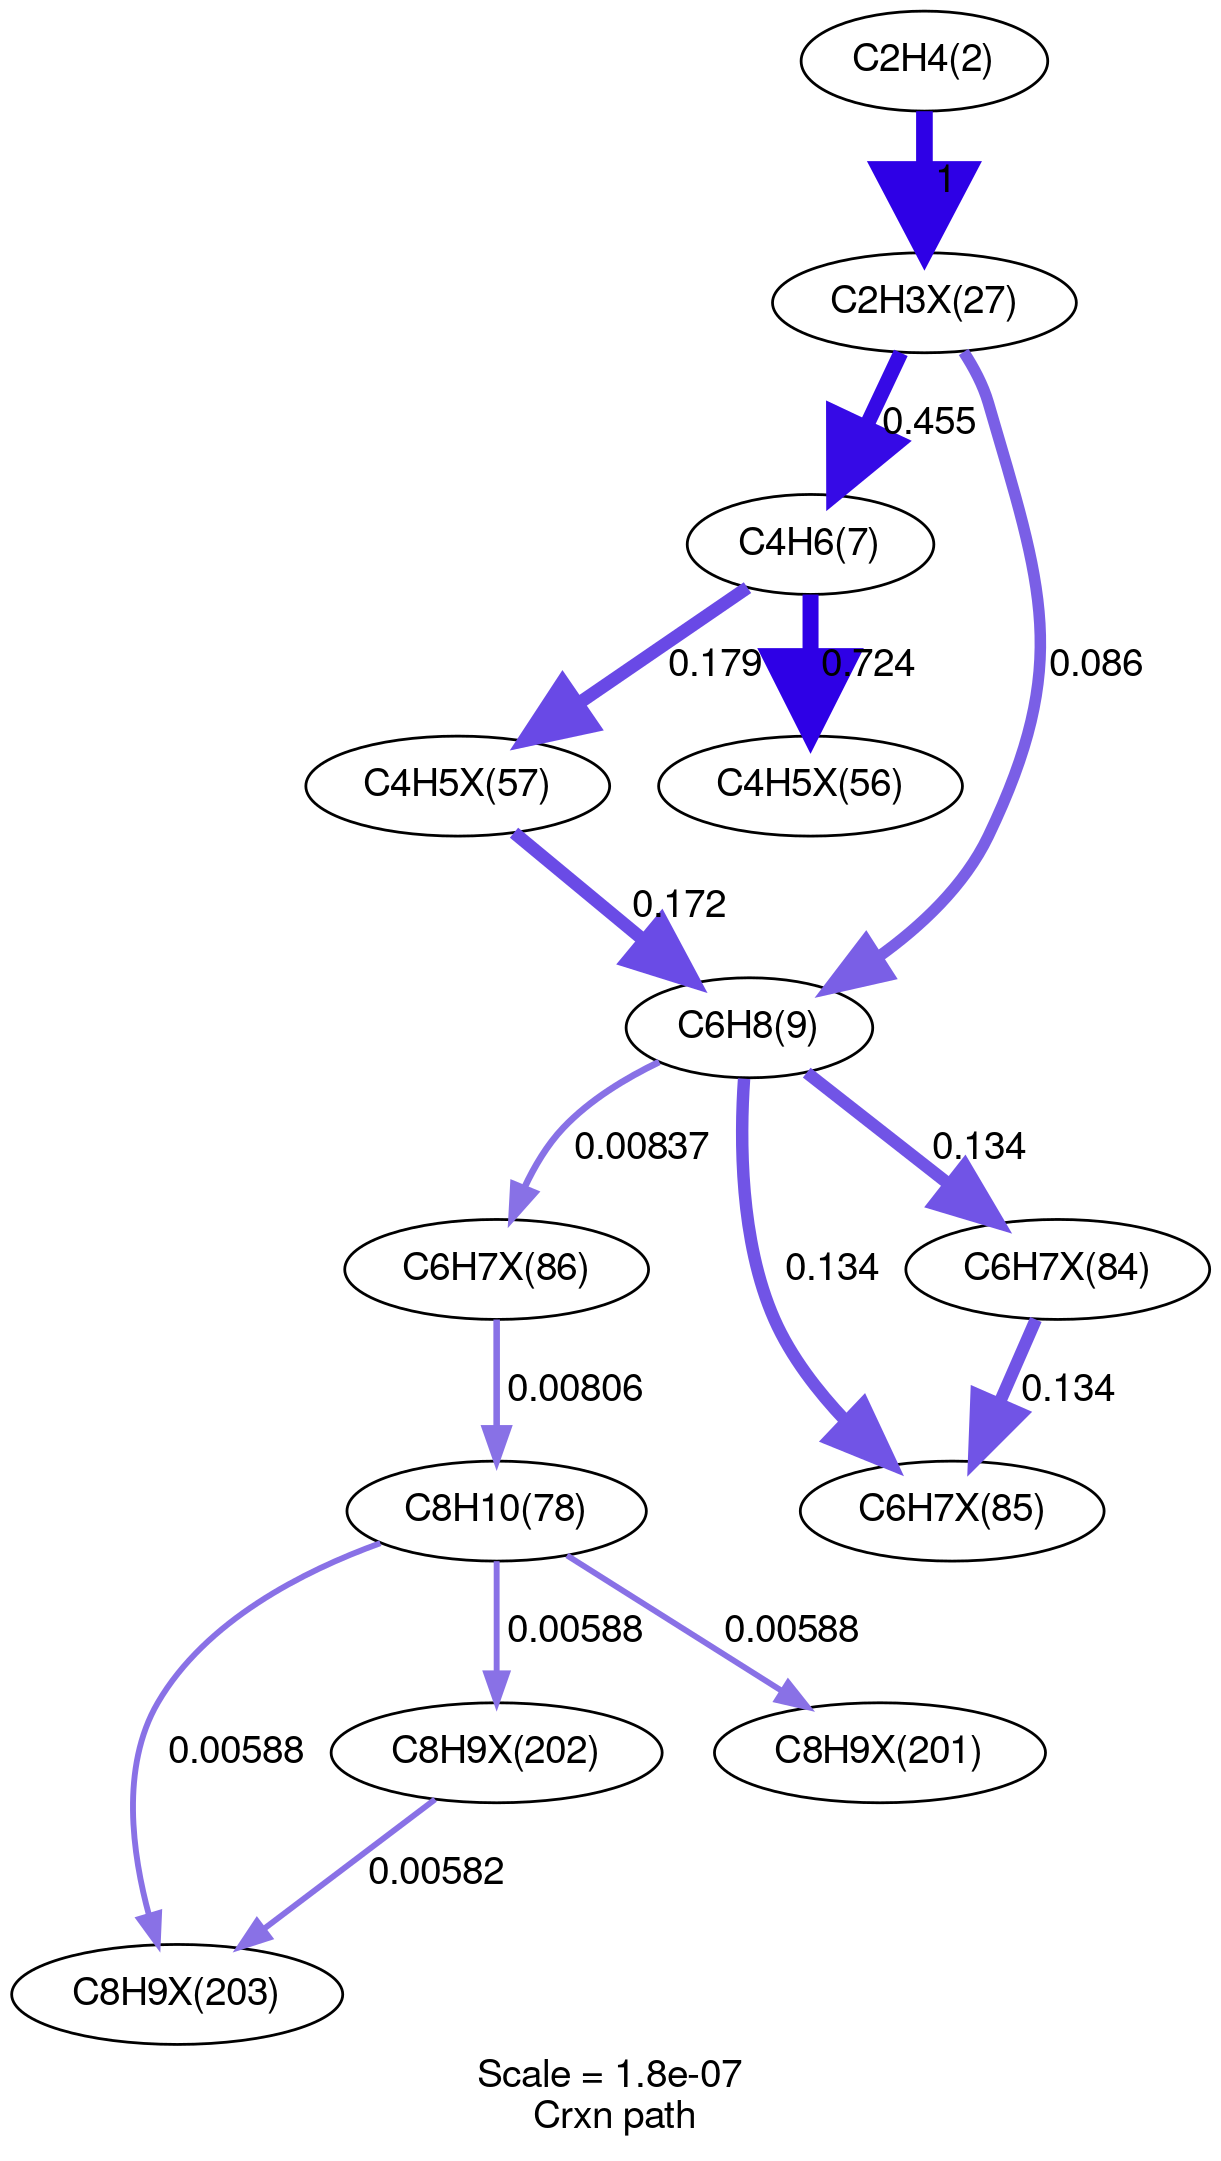 C2H4(2)
1
C2H3X(27)
0.455
C4H6(7)
0.179
0.724
0.086
C4H5X(57)
C4H5X(56)
0.172
C6H8(9)
0.00837
0.134
C6H7X(86)
0.134
C6H7X(84)
0.00806
0.134
C8H10(78)
C6H7X(85)
0.00588
0.00588
0.00588
C8H9X(202)
C8H9X(201)
0.00582
C8H9X(203)
Scale = 1.8e-07
Crxn path